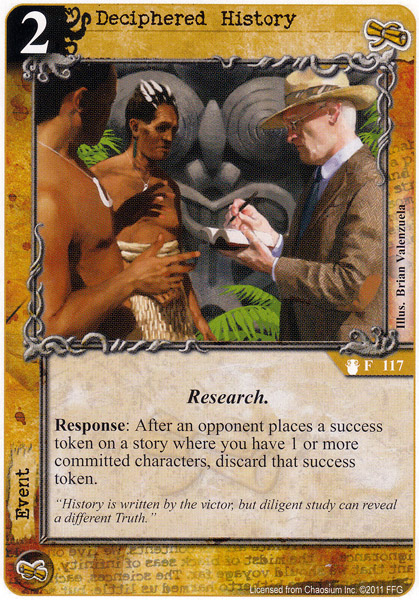 2
Deciphered History
Illus. Brian Valenzuela
F 117
Research.
Response: After an opponent places a success
token on a story where you have 1 or more
committed characters, discard that success
token.
“History is written by the victor, but diligent study can reveal
a different Truth.”
Event
Licensed from Chaosium Inc. ©2011 FFG